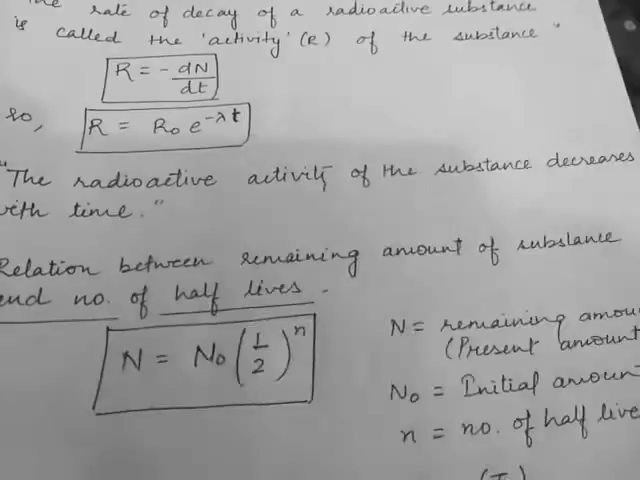 The rate of decay of a radioactive substance
is called the 'activity' (R) of the substance"
R = - dN/dt
so,
R = R₀ e^-λt
"The radioactive activity of the substance decreases
with time."
Relation between remaining amount of substance
and no. of half lives.
N = N₀ (1/2)^n
N = remaining amou
(Present amount
N₀ = Initial amount
n = no. of half live